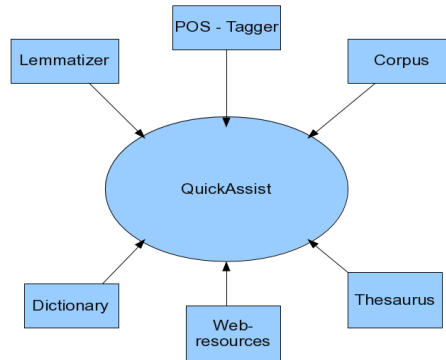 POS - Tagger
Lemmatizer
Corpus
QuickAssist
Dictionary
Web-
resources
Thesaurus